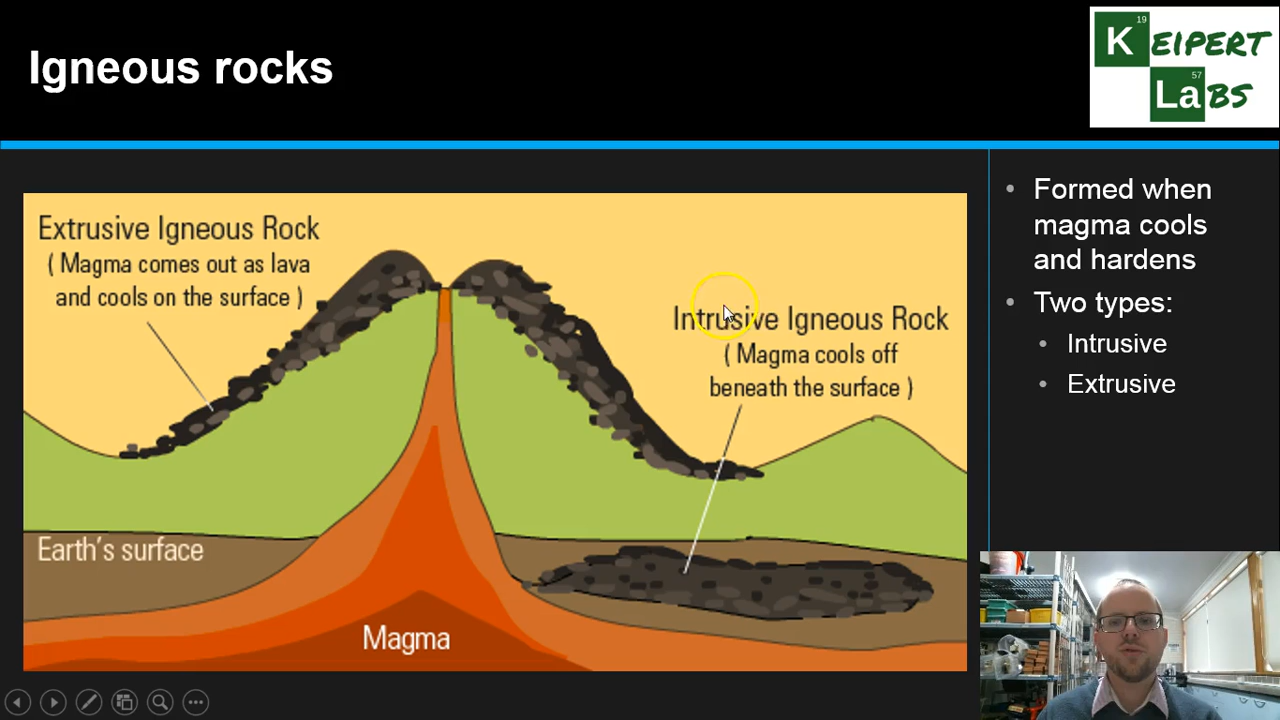 Igneous rocks
19
KEIPERT
57
LaBS
Extrusive Igneous Rock
( Magma comes out as lava
and cools on the surface )
Intrusive Igneous Rock
( Magma cools off
beneath the surface )
Earth's surface
Magma
• Formed when
magma cools
and hardens
• Two types:
• Intrusive
• Extrusive